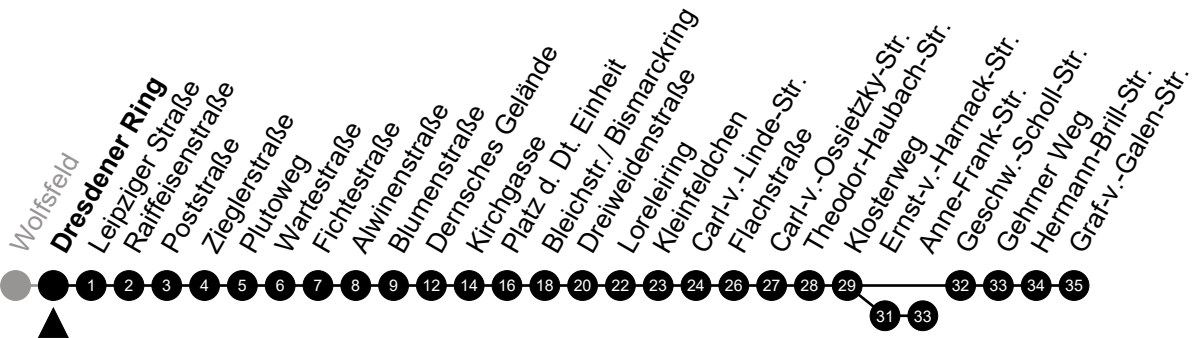 Wolfsfeld
Dresdener Ring
Leipziger Straße
Raiffeisenstraße
Poststraße
Zieglerstraße
Plutoweg
Wartestraße
Fichtestraße
Alwinenstraße
Blumenstraße
Dernsches Gelände
Kirchgasse
Platz d. Dt. Einheit
Bleichstr./ Bismarckring
Dreiweidenstraße
Loreleiring
Kleinfeldchen
Carl-v.-Linde-Str.
Flachstraße
Carl-v.-Ossietzky-Str.
Theodor-Haubach-Str.
Klosterweg
Ernst-v.-Harnack-Str.
Anne-Frank-Str.
Geschw.-Scholl-Str.
Gehrner Weg
Hermann-Brill-Str.
Graf-v.-Galen-Str.
1 2 3 4 5 6 7 8 9 12 14 16 18 20 22 23 24 26 27 28 29 32 33 34 35
31 33